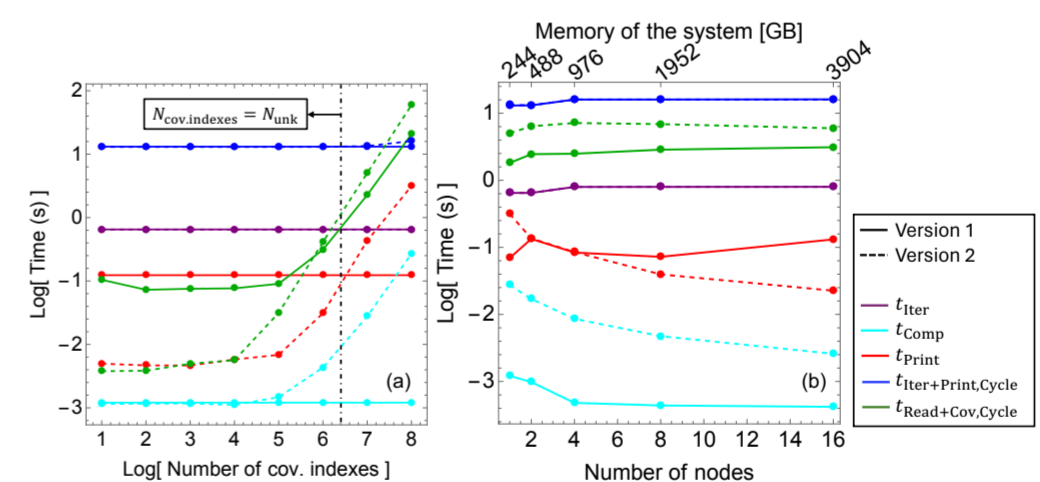 Memory of the system [GB]
244
488
976
1952
3904
2
1
0
−1
−2
−3
Log[ Time (s) ]
N_cov.indexes = N_unk
(a)
1
2
3
4
5
6
7
8
Log[ Number of cov. indexes ]
1
0
−1
−2
−3
Log[ Time (s) ]
(b)
2
4
6
8
10
12
14
16
Number of nodes
Version 1
Version 2
t_Iter
t_Comp
t_Print
t_Iter+Print,Cycle
t_Read+Cov,Cycle